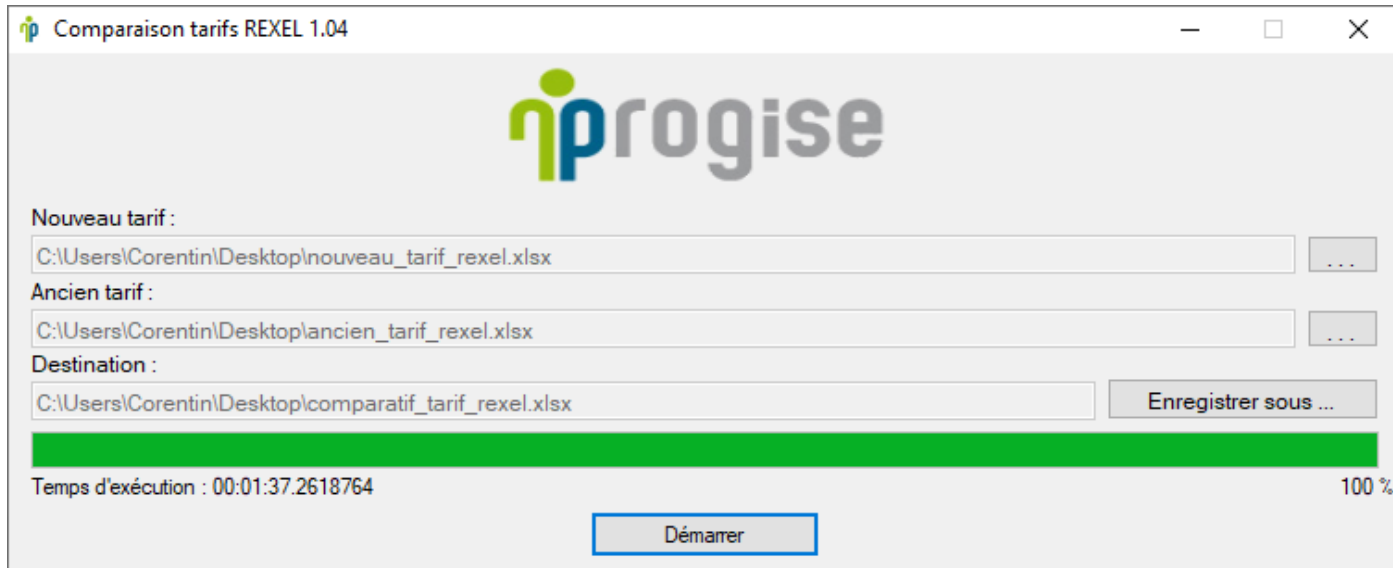 Comparaison tarifs REXEL 1.04
progise
Nouveau tarif :
C:\Users\Corentin\Desktop\nouveau_tarif_rexel.xlsx ...
Ancien tarif :
C:\Users\Corentin\Desktop\ancien_tarif_rexel.xlsx ...
Destination :
C:\Users\Corentin\Desktop\comparatif_tarif_rexel.xlsx Enregistrer sous ...
Temps d'exécution : 00:01:37.2618764 100 %
Démarrer